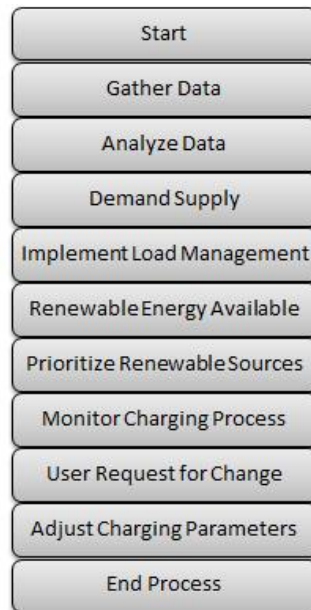 Start
Gather Data
Analyze Data
Demand Supply
Implement Load Management
Renewable Energy Available
Prioritize Renewable Sources
Monitor Charging Process
User Request for Change
Adjust Charging Parameters
End Process